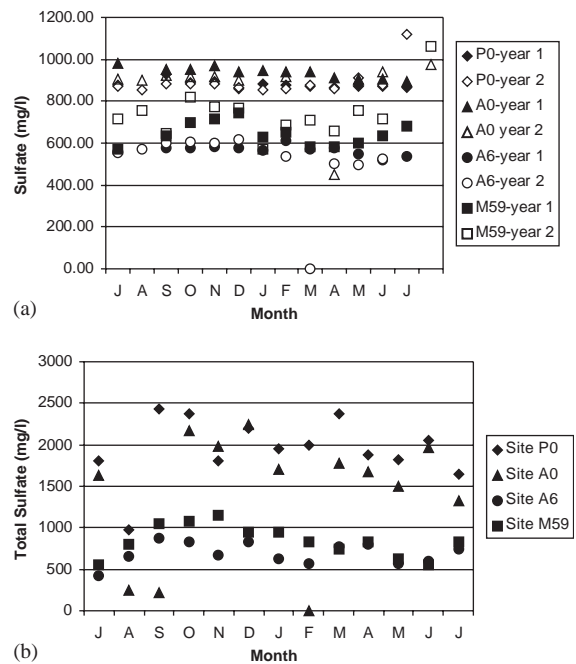 1200.00
1000.00
800.00
600.00
400.00
200.00
0.00
Sulfate (mg/l)
J A S O N D J F M A M J J
Month
P0-year 1
P0-year 2
A0-year 1
A0 year 2
A6-year 1
A6-year 2
M59-year 1
M59-year 2
(a)
3000
2500
2000
1500
1000
500
0
Total Sulfate (mg/l)
J A S O N D J F M A M J J
Month
Site P0
Site A0
Site A6
Site M59
(b)